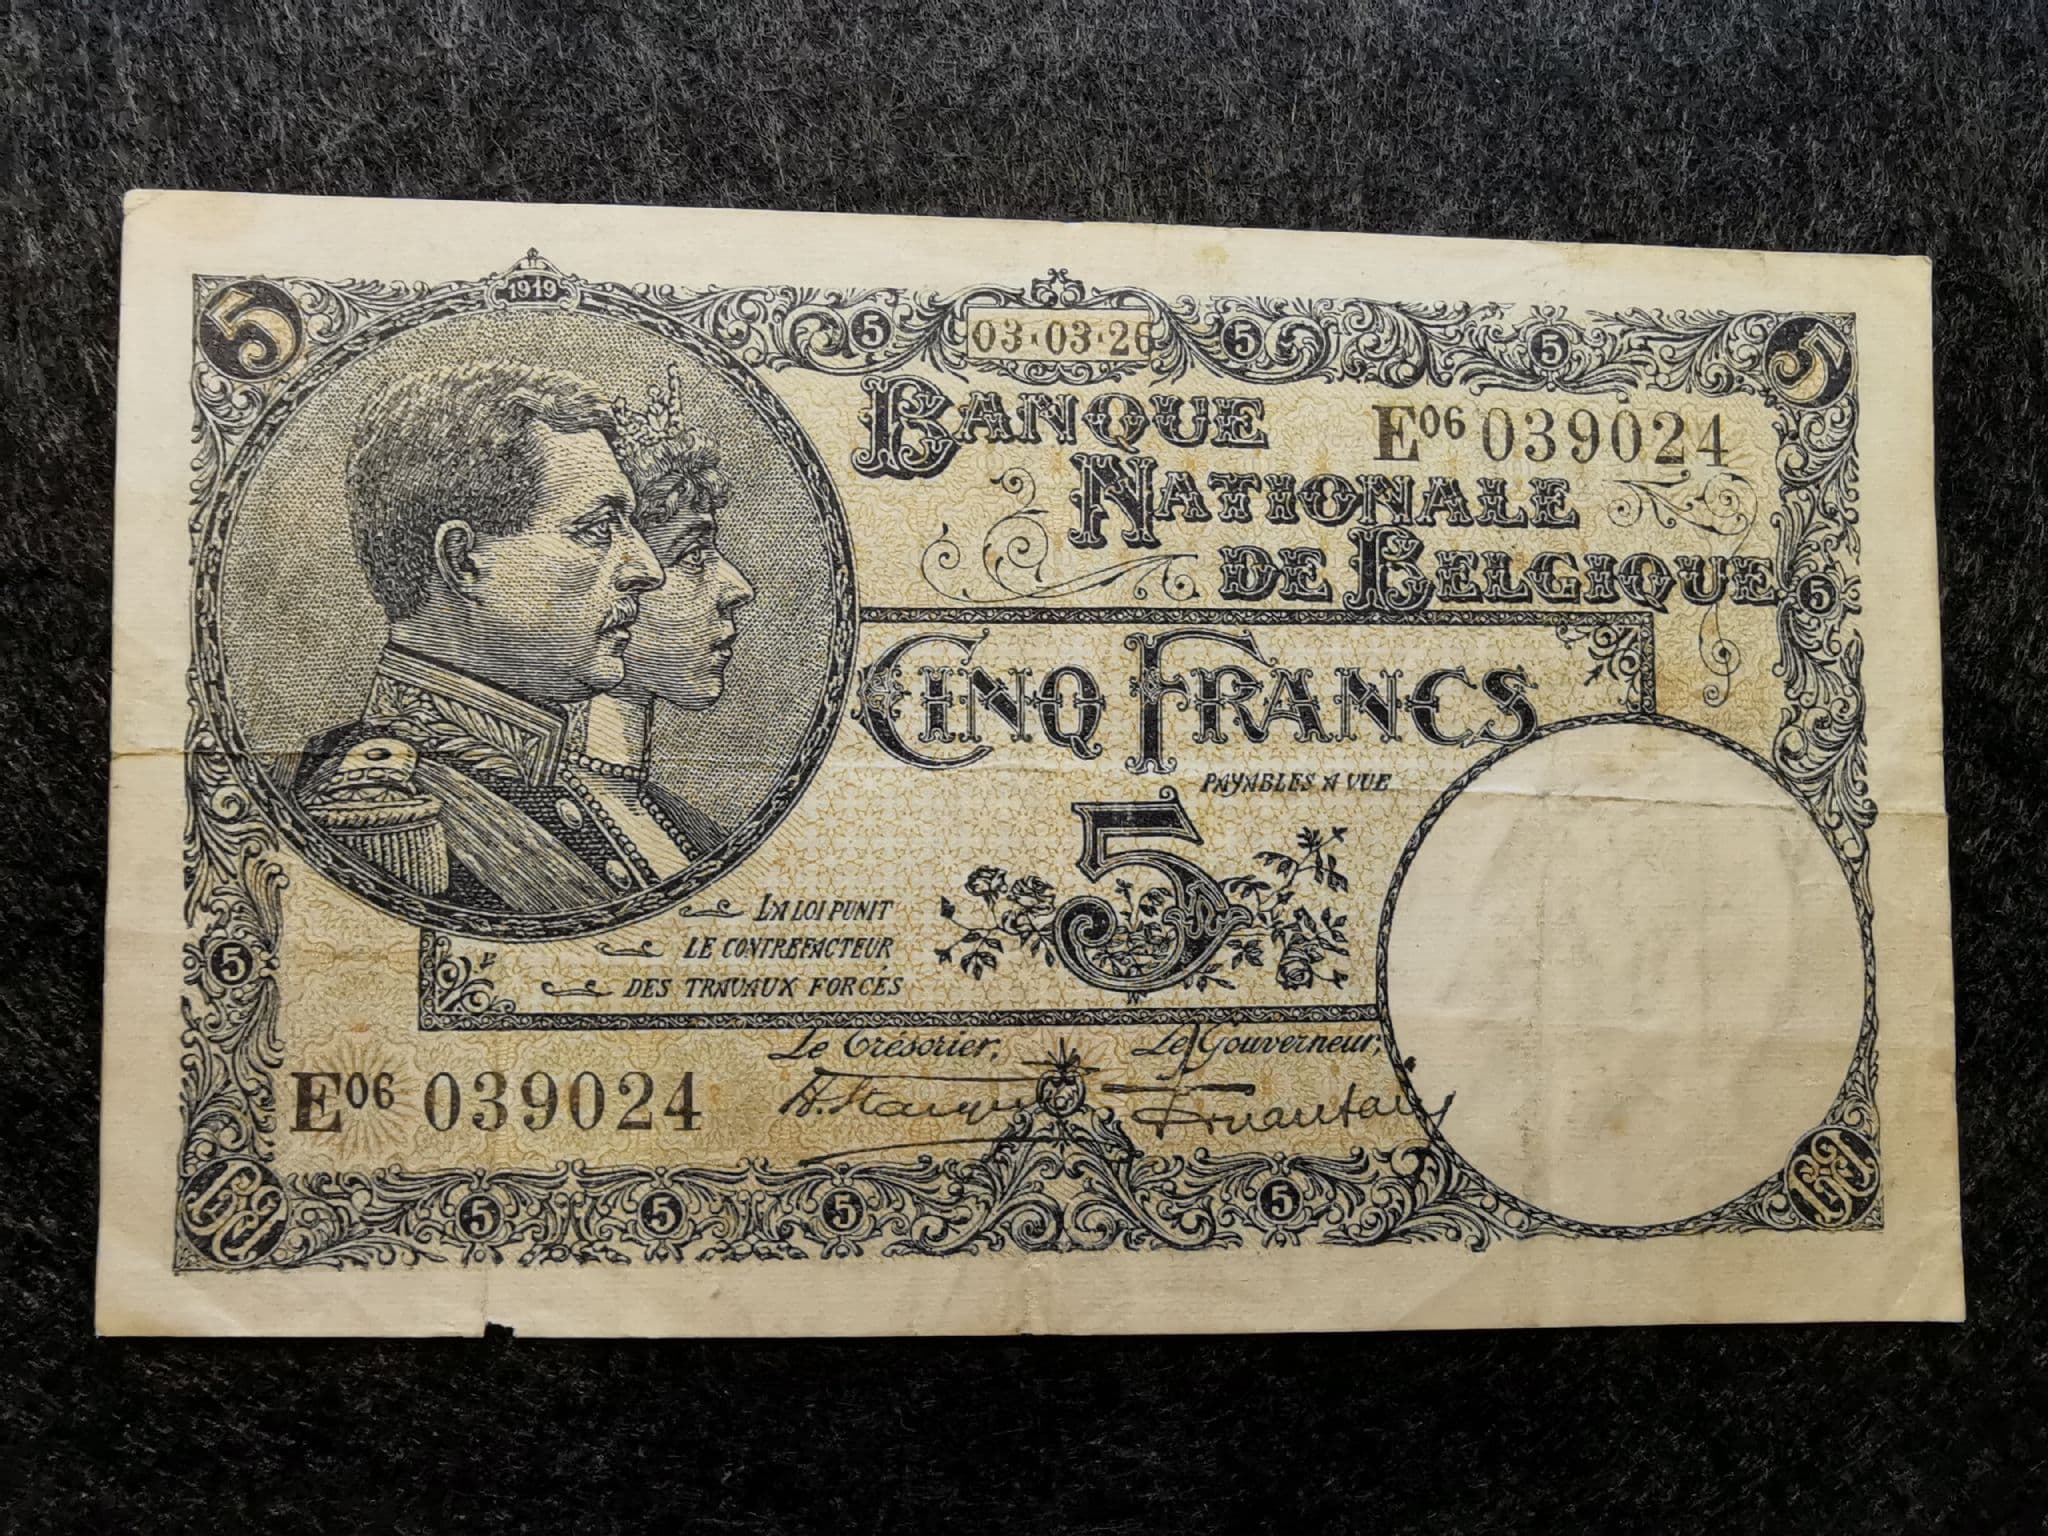 5
1919
5
03·03·26
5
5
5
BANQUE
E06 039024
NATIONALE
DE BELGIQUE
5
CINQ FRANCS
PAYABLES A VUE
5
LA LOI PUNIT
LE CONTREFACTEUR
DES TRAVAUX FORCÉS
5
Le Trésorier,
Le Gouverneur,
E06 039024
5
5
5
5